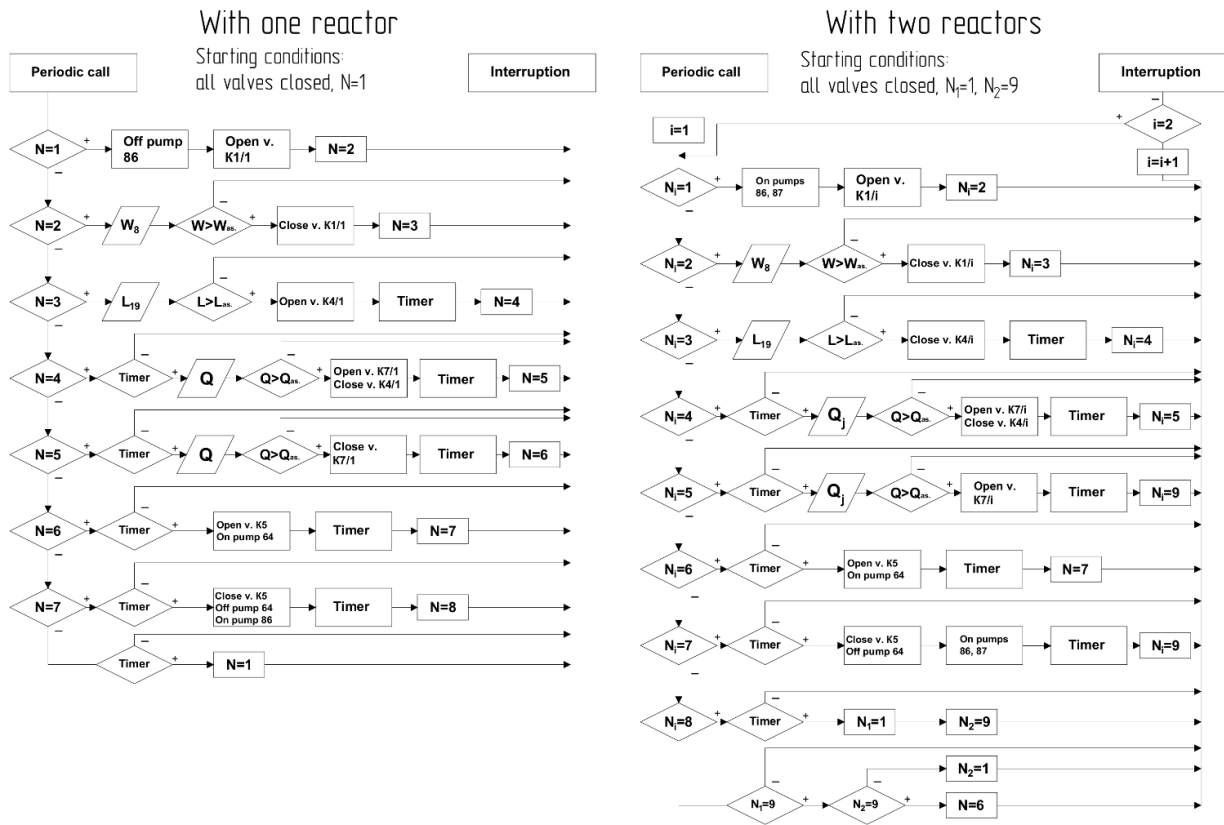 With one reactor
Starting conditions:
all valves closed, N=1
Periodic call
Interruption
N=1
+
Off pump
86
Open v.
K1/1
N=2
–
–
N=2
+
W₈
W>Was.
+
Close v. K1/1
N=3
–
–
N=3
+
L₁₉
L>Las.
+
Open v. K4/1
Timer
N=4
–
–
–
N=4
+
Timer
+
Q
Q>Qas.
+
Open v. K7/1
Close v. K4/1
Timer
N=5
–
–
–
N=5
+
Timer
+
Q
Q>Qas.
+
Close v.
K7/1
Timer
N=6
–
–
N=6
+
Timer
+
Open v. K5
On pump 64
Timer
N=7
–
–
N=7
+
Timer
+
Close v. K5
Off pump 64
On pump 86
Timer
N=8
–
–
Timer
+
N=1
With two reactors
Starting conditions:
all valves closed, N₁=1, N₂=9
Periodic call
Interruption
–
i=1
+
i=2
i=i+1
Nᵢ=1
+
On pumps
86, 87
Open v.
K1/i
Nᵢ=2
–
–
Nᵢ=2
+
W₈
W>Was.
+
Close v. K1/i
Nᵢ=3
–
–
Nᵢ=3
+
L₁₉
L>Las.
+
Close v. K4/i
Timer
Nᵢ=4
–
–
–
Nᵢ=4
+
Timer
+
Qⱼ
Q>Qas.
+
Open v. K7/i
Close v. K4/i
Timer
Nᵢ=5
–
–
–
Nᵢ=5
+
Timer
+
Qⱼ
Q>Qas.
+
Open v.
K7/i
Timer
Nᵢ=9
–
–
Nᵢ=6
+
Timer
+
Open v. K5
On pump 64
Timer
N=7
–
–
Nᵢ=7
+
Timer
+
Close v. K5
Off pump 64
On pumps
86, 87
Timer
Nᵢ=9
–
–
Nᵢ=8
+
Timer
+
N₁=1
N₂=9
–
–
N₂=1
N₁=9
+
N₂=9
+
N=6